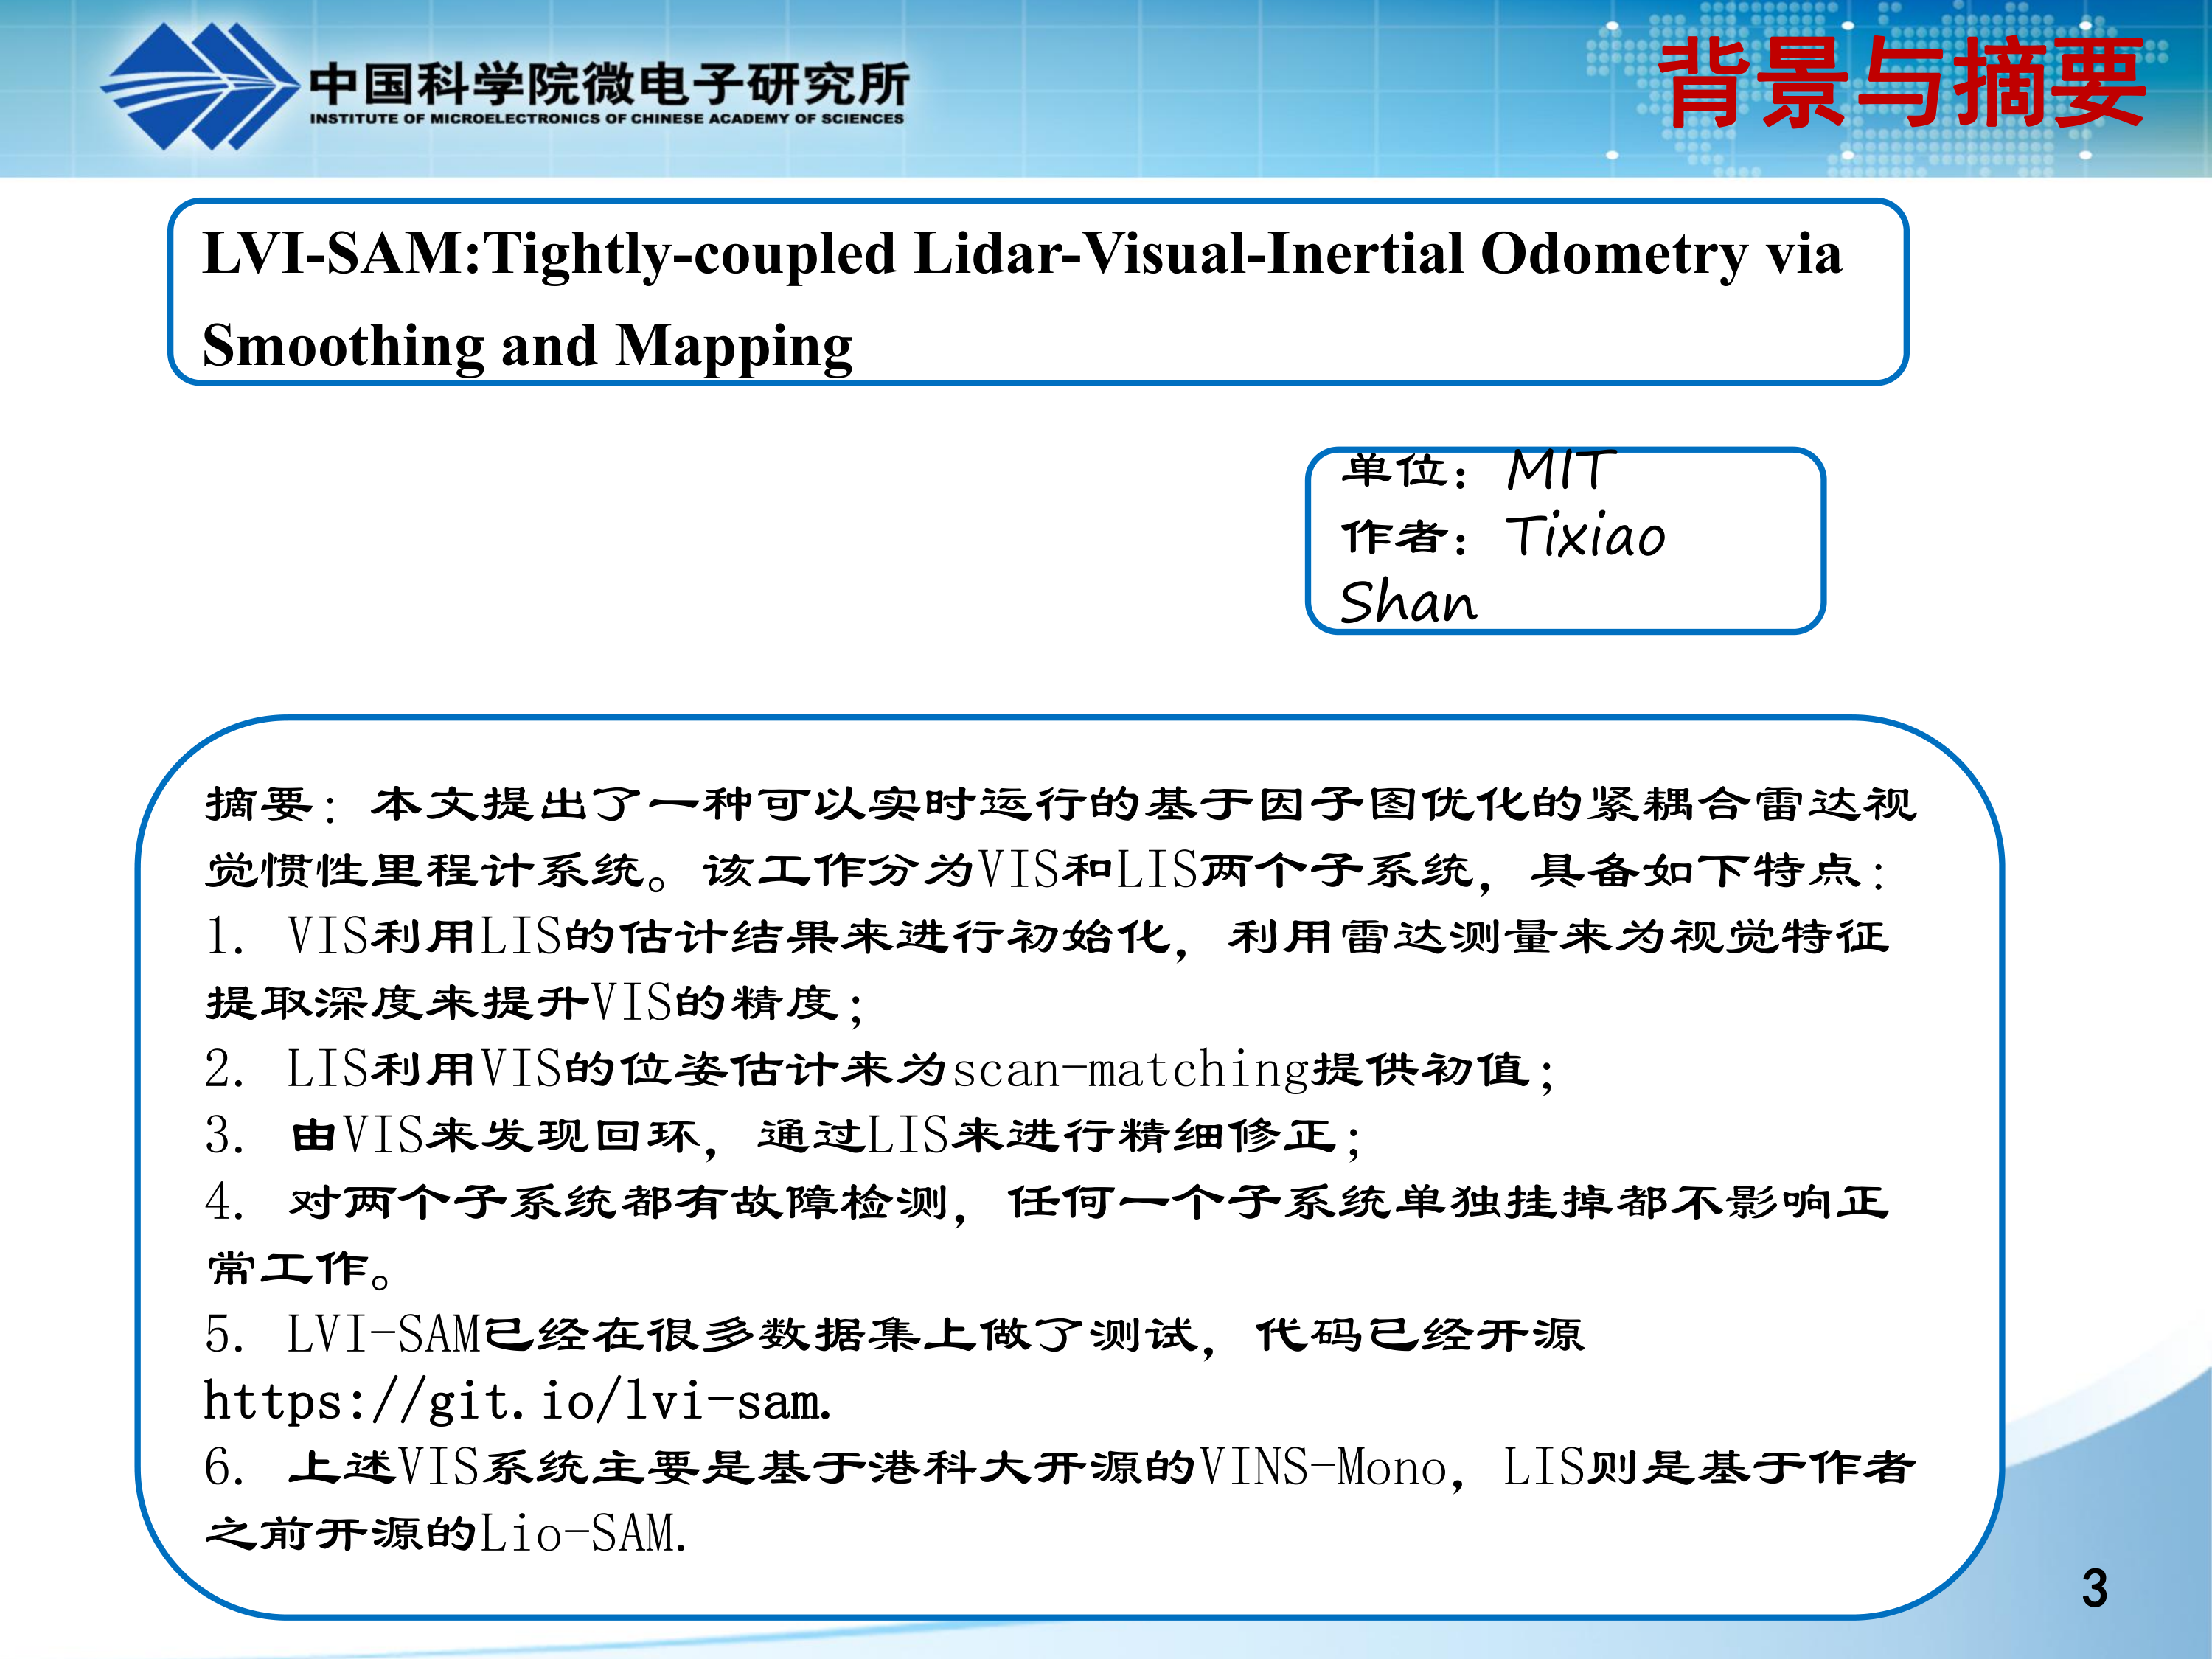 中国科学院微电子研究所
INSTITUTE OF MICROELECTRONICS OF CHINESE ACADEMY OF SCIENCES
背景与摘要
LVI-SAM:Tightly-coupled Lidar-Visual-Inertial Odometry via
Smoothing and Mapping
单位：MIT
作者：Tixiao
Shan
摘要：本文提出了一种可以实时运行的基于因子图优化的紧耦合雷达视
觉惯性里程计系统。该工作分为VIS和LIS两个子系统，具备如下特点：
1. VIS利用LIS的估计结果来进行初始化，利用雷达测量来为视觉特征
提取深度来提升VIS的精度；
2. LIS利用VIS的位姿估计来为scan-matching提供初值；
3. 由VIS来发现回环，通过LIS来进行精细修正；
4. 对两个子系统都有故障检测，任何一个子系统单独挂掉都不影响正
常工作。
5. LVI-SAM已经在很多数据集上做了测试，代码已经开源
https://git.io/lvi-sam.
6. 上述VIS系统主要是基于港科大开源的VINS-Mono，LIS则是基于作者
之前开源的Lio-SAM.
3